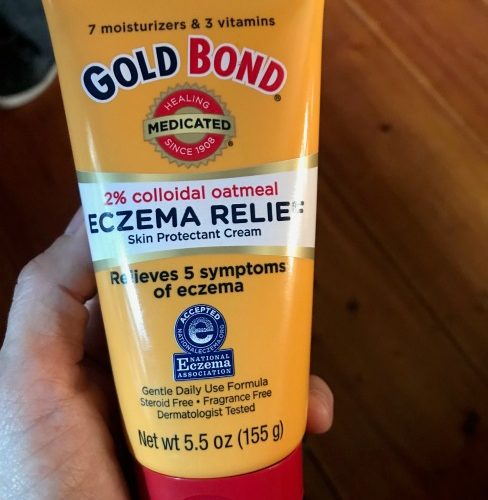 7 moisturizers & 3 vitamins
GOLD BOND®
HEALING
MEDICATED®
SINCE 1908
2% colloidal oatmeal
ECZEMA RELIEF
Skin Protectant Cream
Relieves 5 symptoms
of eczema
ACCEPTED
NATIONALECZEMA.ORG
e
NATIONAL
Eczema
ASSOCIATION
Gentle Daily Use Formula
Steroid Free • Fragrance Free
Dermatologist Tested
Net wt 5.5 oz (155 g)